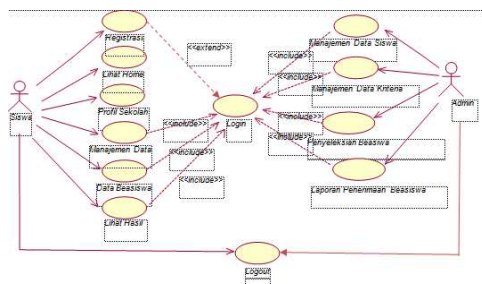 Registrasi
<<extend>>
Manajemen Data Siswa
<<include>>
Lihat Home
<<include>>
Manajemen Data Kriteria
Siswa
Profil Sekolah
Admin
<<include>>
Login
<<include>>
Manajemen Data
<<include>>
<<include>>
Penyeleksian Beasiswa
Data Beasiswa
Laporan Penerimaan Beasiswa
Lihat Hasil
Logout